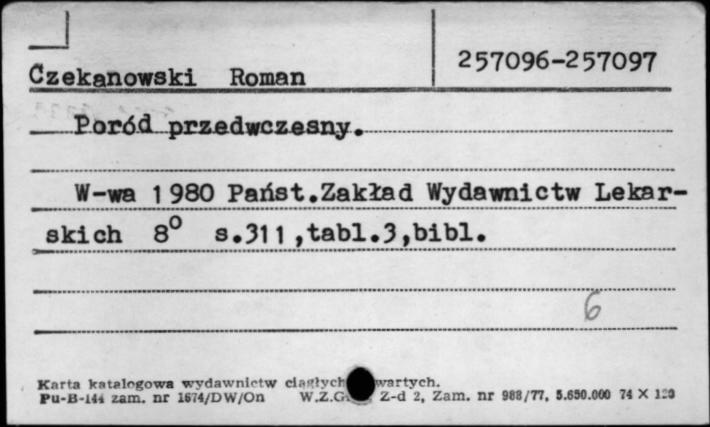 257096-257097
Czekanowski Roman
Poród przedwczesny.
W-wa 1980 Państ.Zakład Wydawnictw Lekar-
skich 8º s.311,tabl.3,bibl.
6
Karta katalogowa wydawnictw ciągłych wartych.
Pu-B-144 zam. nr 1674/DW/On W.Z.G. Z-d 2, Zam. nr 988/77, 5.650.000 74 X